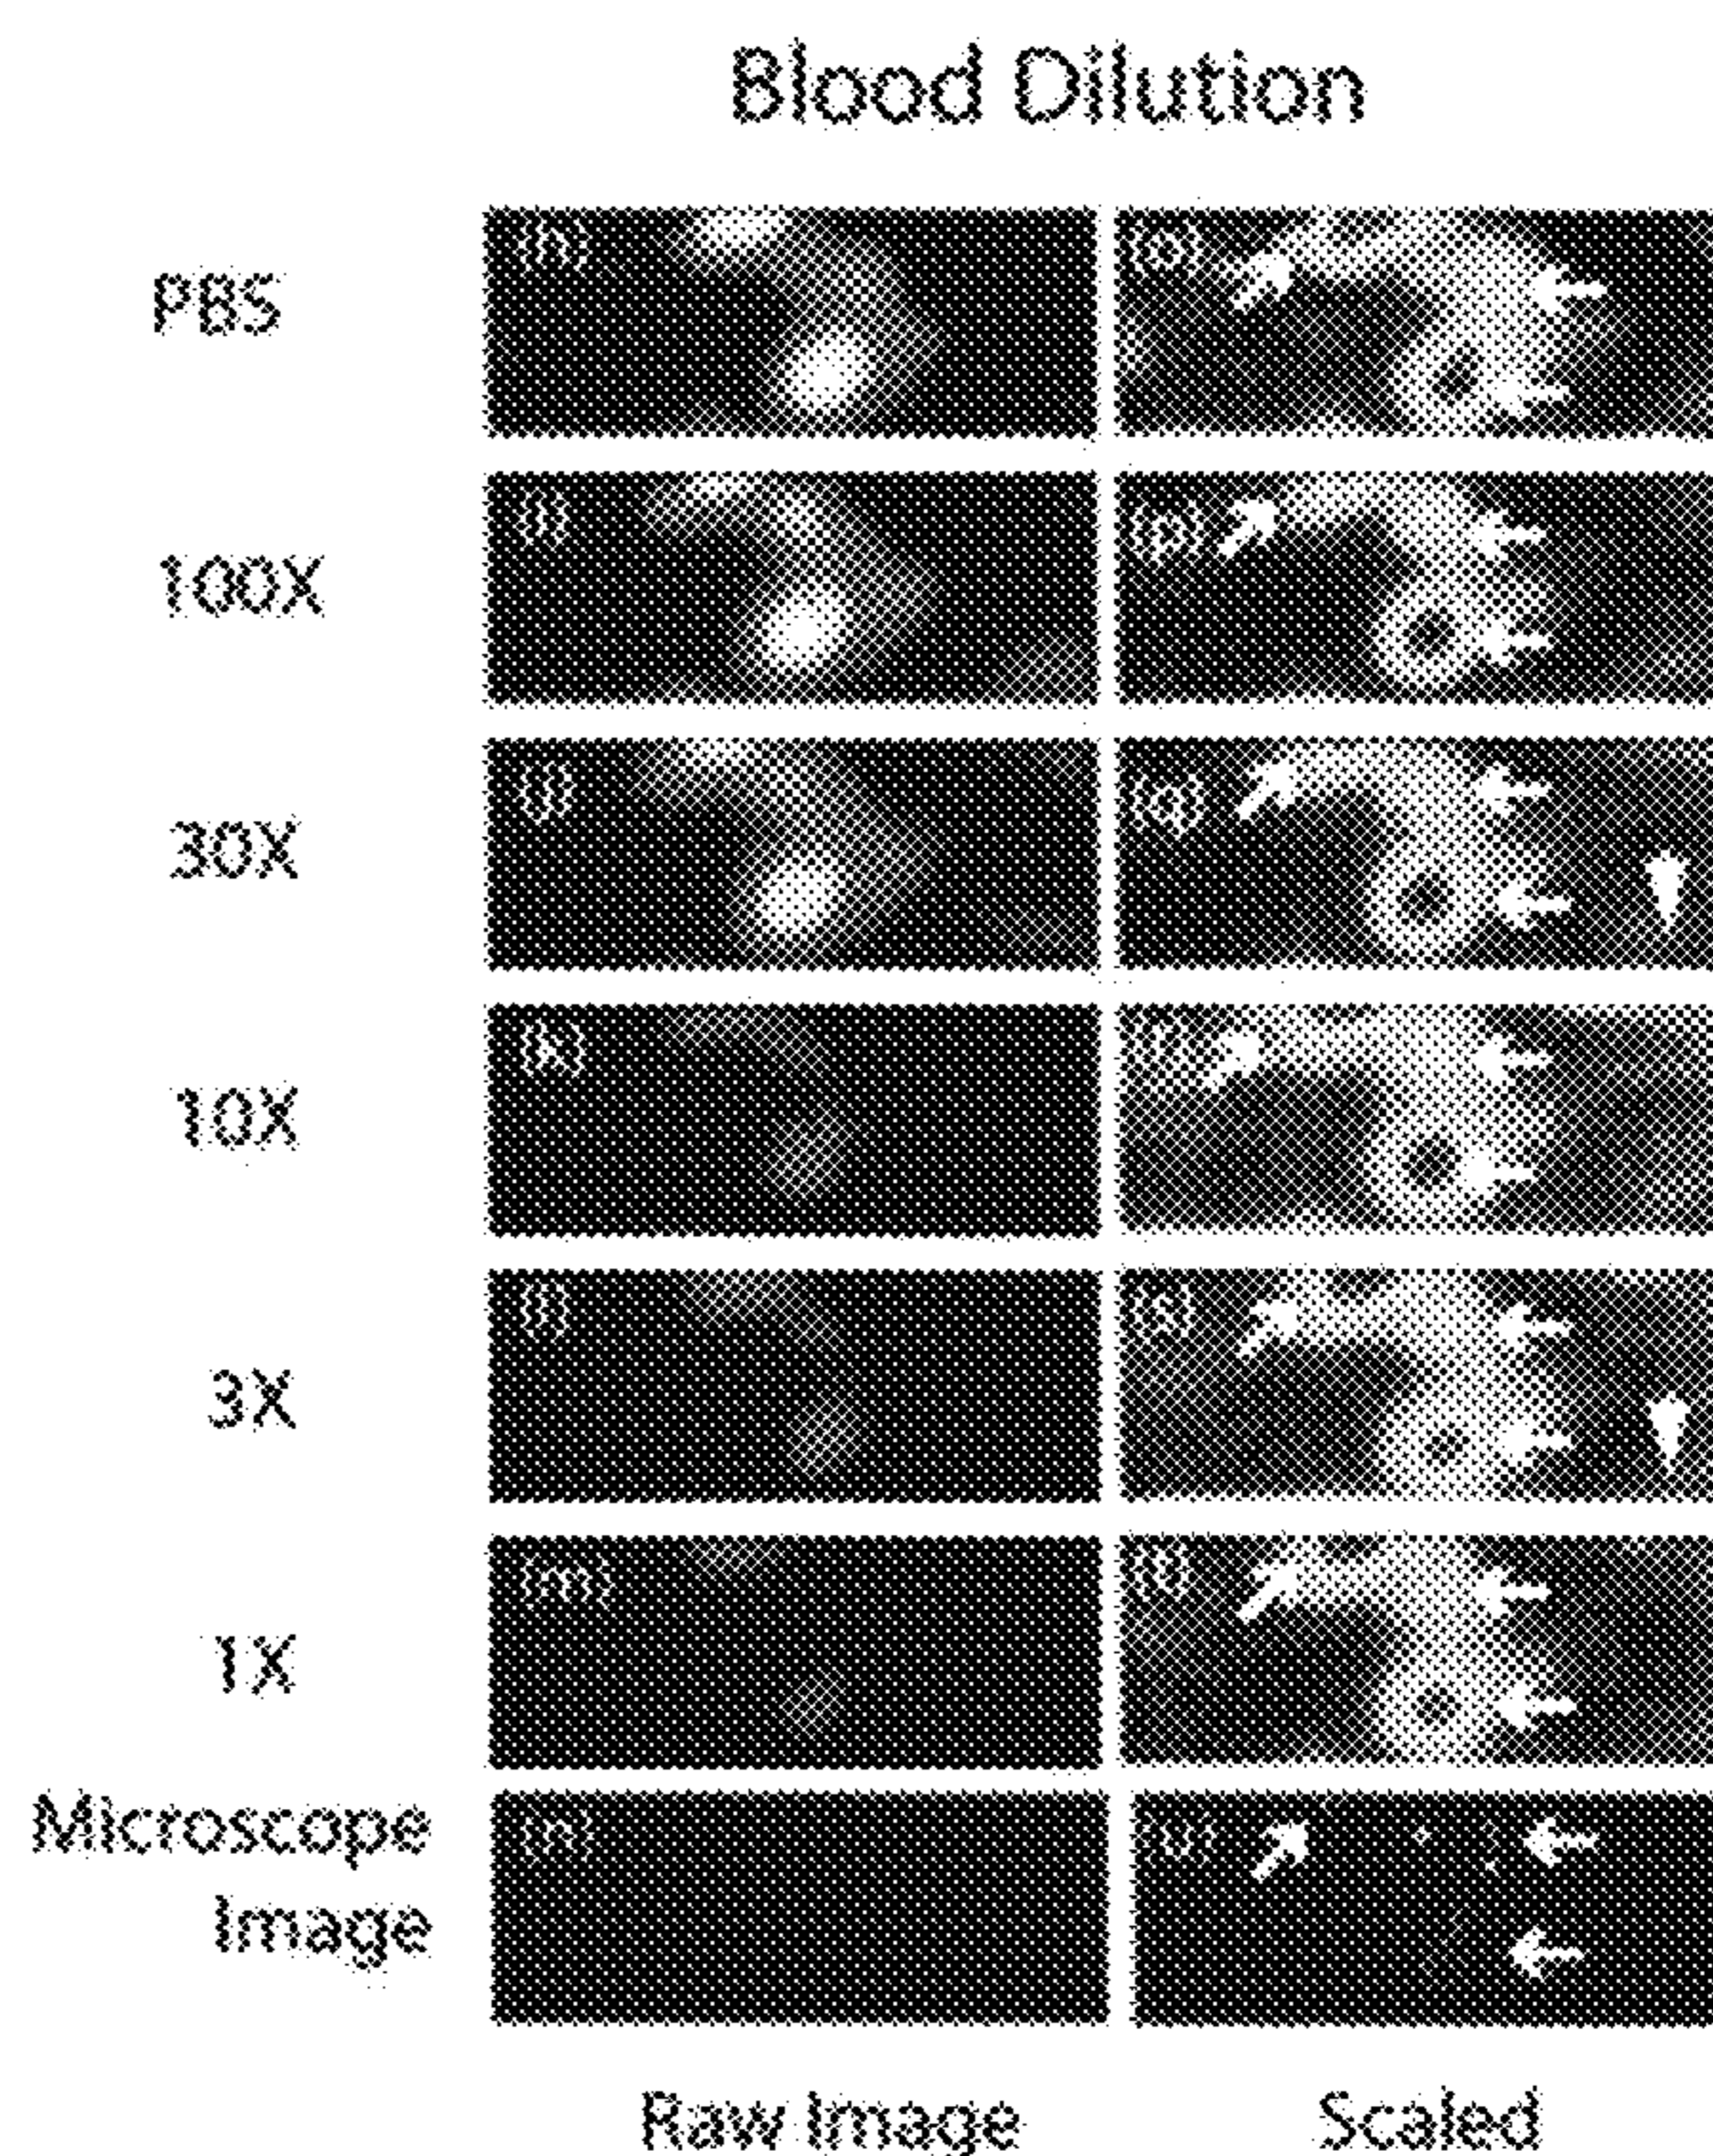 Blood Dilution
PBS
(h)
(o)
100X
(i)
(p)
30X
(j)
(q)
10X
(k)
3X
(l)
(s)
1X
(m)
(t)
Microscope
Image
(n)
(u)
Raw Image
Scaled